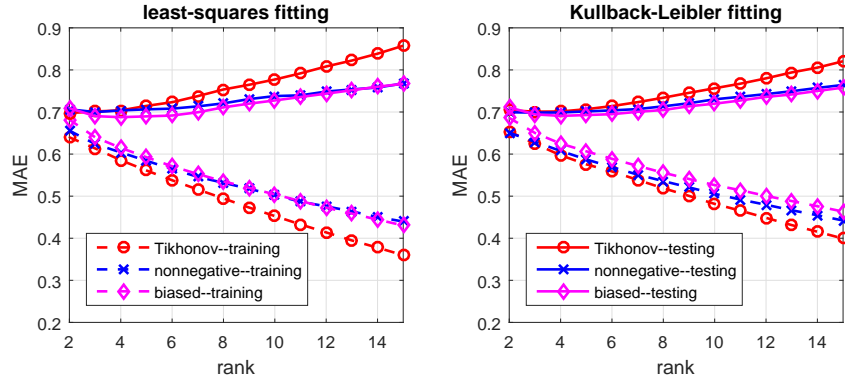 least-squares fitting
MAE
0.9
0.8
0.7
0.6
0.5
0.4
0.3
0.2
Tikhonov--training
nonnegative--training
biased--training
2 4 6 8 10 12 14
rank
Kullback-Leibler fitting
MAE
0.9
0.8
0.7
0.6
0.5
0.4
0.3
0.2
Tikhonov--testing
nonnegative--testing
biased--testing
2 4 6 8 10 12 14
rank